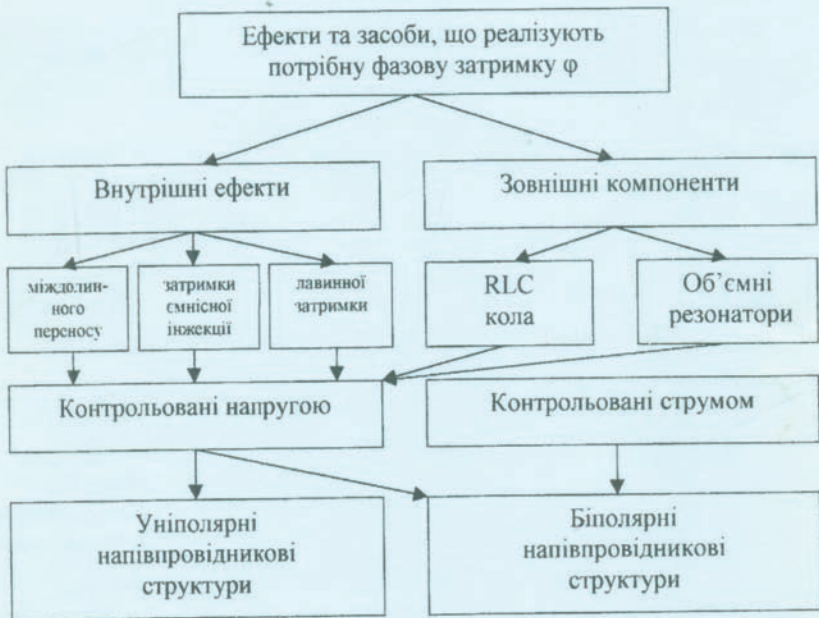 Ефекти та засоби, що реалізують
потрібну фазову затримку φ
Внутрішні ефекти
Зовнішні компоненти
міждолин-
ного
переносу
затримки
ємнісної
інжекції
лавинної
затримки
RLC
кола
Об’ємні
резонатори
Контрольовані напругою
Контрольовані струмом
Уніполярні
напівпровідникові
структури
Біполярні
напівпровідникові
структури